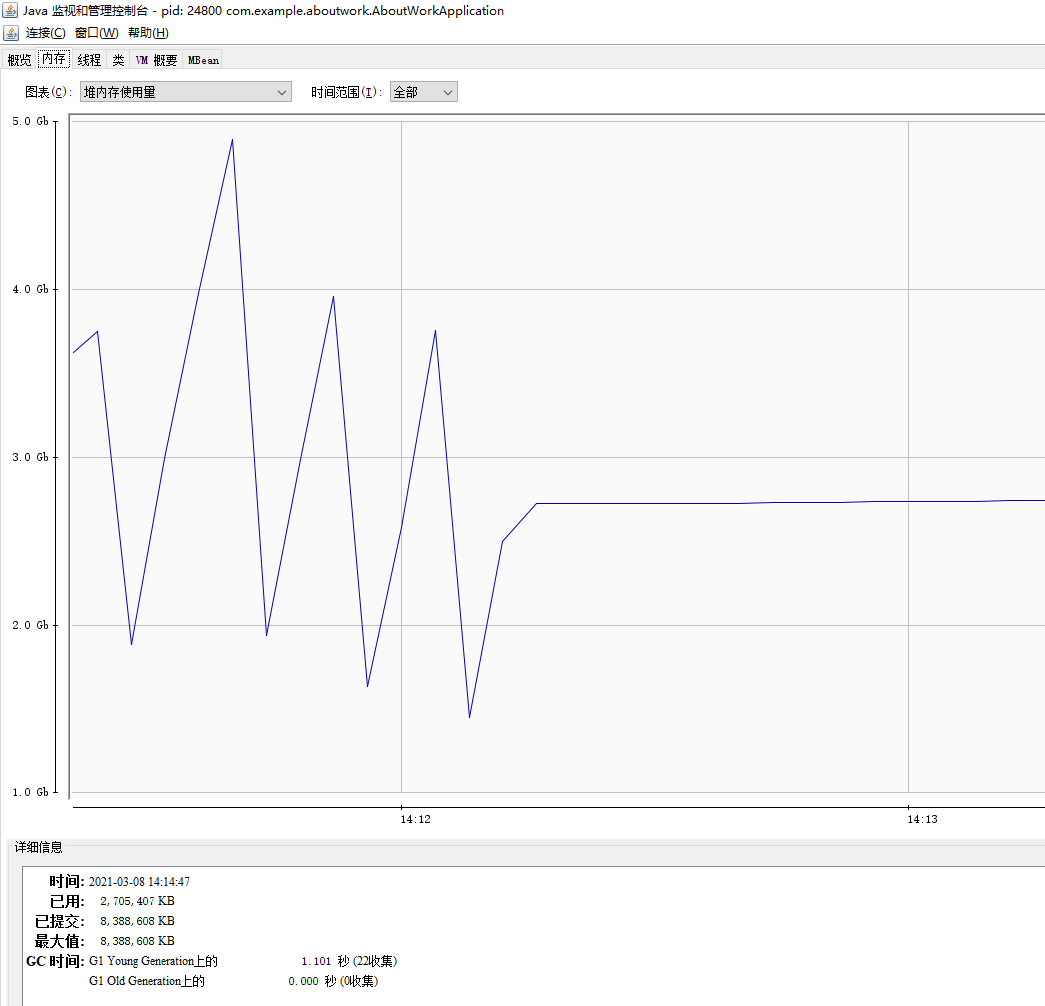 Java 监视和管理控制台 - pid: 24800 com.example.aboutwork.AboutWorkApplication
连接(C) 窗口(W) 帮助(H)
概览 内存 线程 类 VM 概要 MBean
图表(C): 堆内存使用量 时间范围(I): 全部
5.0 Gb
4.0 Gb
3.0 Gb
2.0 Gb
1.0 Gb
14:12 14:13
详细信息
时间: 2021-03-08 14:14:47
已用: 2,705,407 KB
已提交: 8,388,608 KB
最大值: 8,388,608 KB
GC 时间: G1 Young Generation上的 1.101 秒 (22收集)
G1 Old Generation上的 0.000 秒 (0收集)